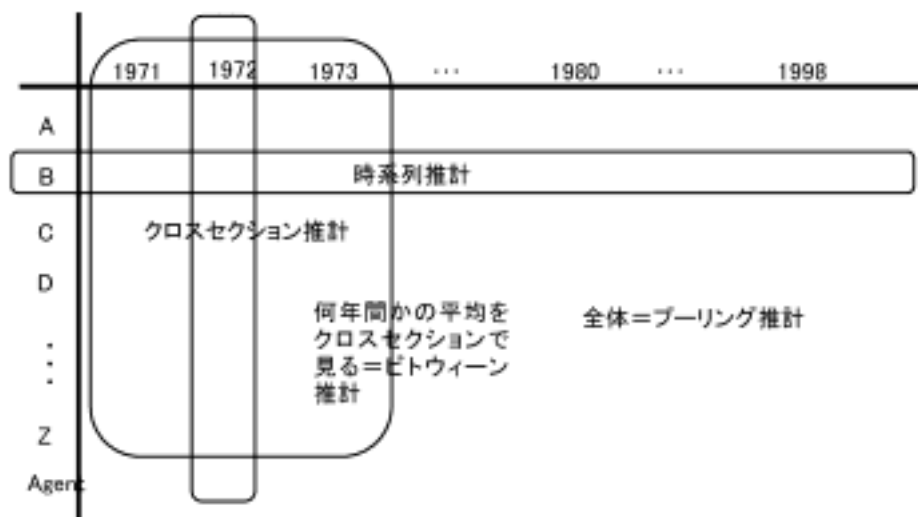 1971 1972 1973 ... 1980 ... 1998
A
B 時系列推計
C クロスセクション推計
D
何年間かの平均を
クロスセクションで
見る=ビトウィーン
推計
全体=プーリング推計
⋮
Z
Agent